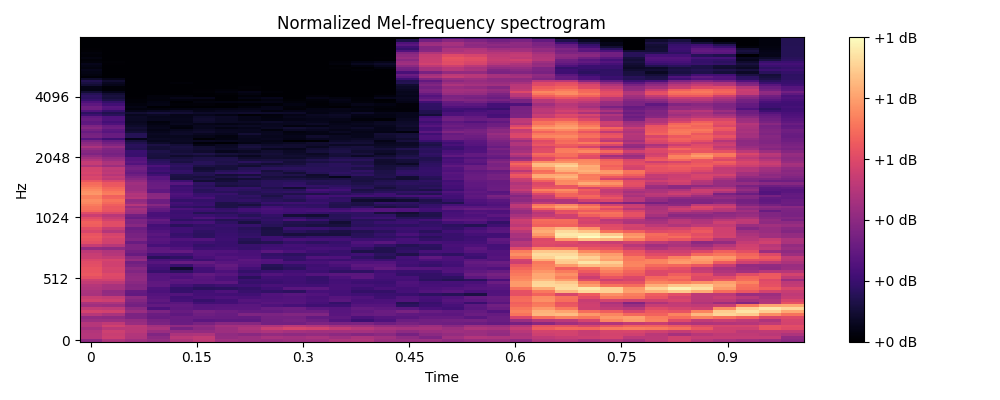 Normalized Mel-frequency spectrogram
Hz
4096
2048
1024
512
0
0
0.15
0.3
0.45
0.6
0.75
0.9
Time
+1 dB
+1 dB
+1 dB
+0 dB
+0 dB
+0 dB